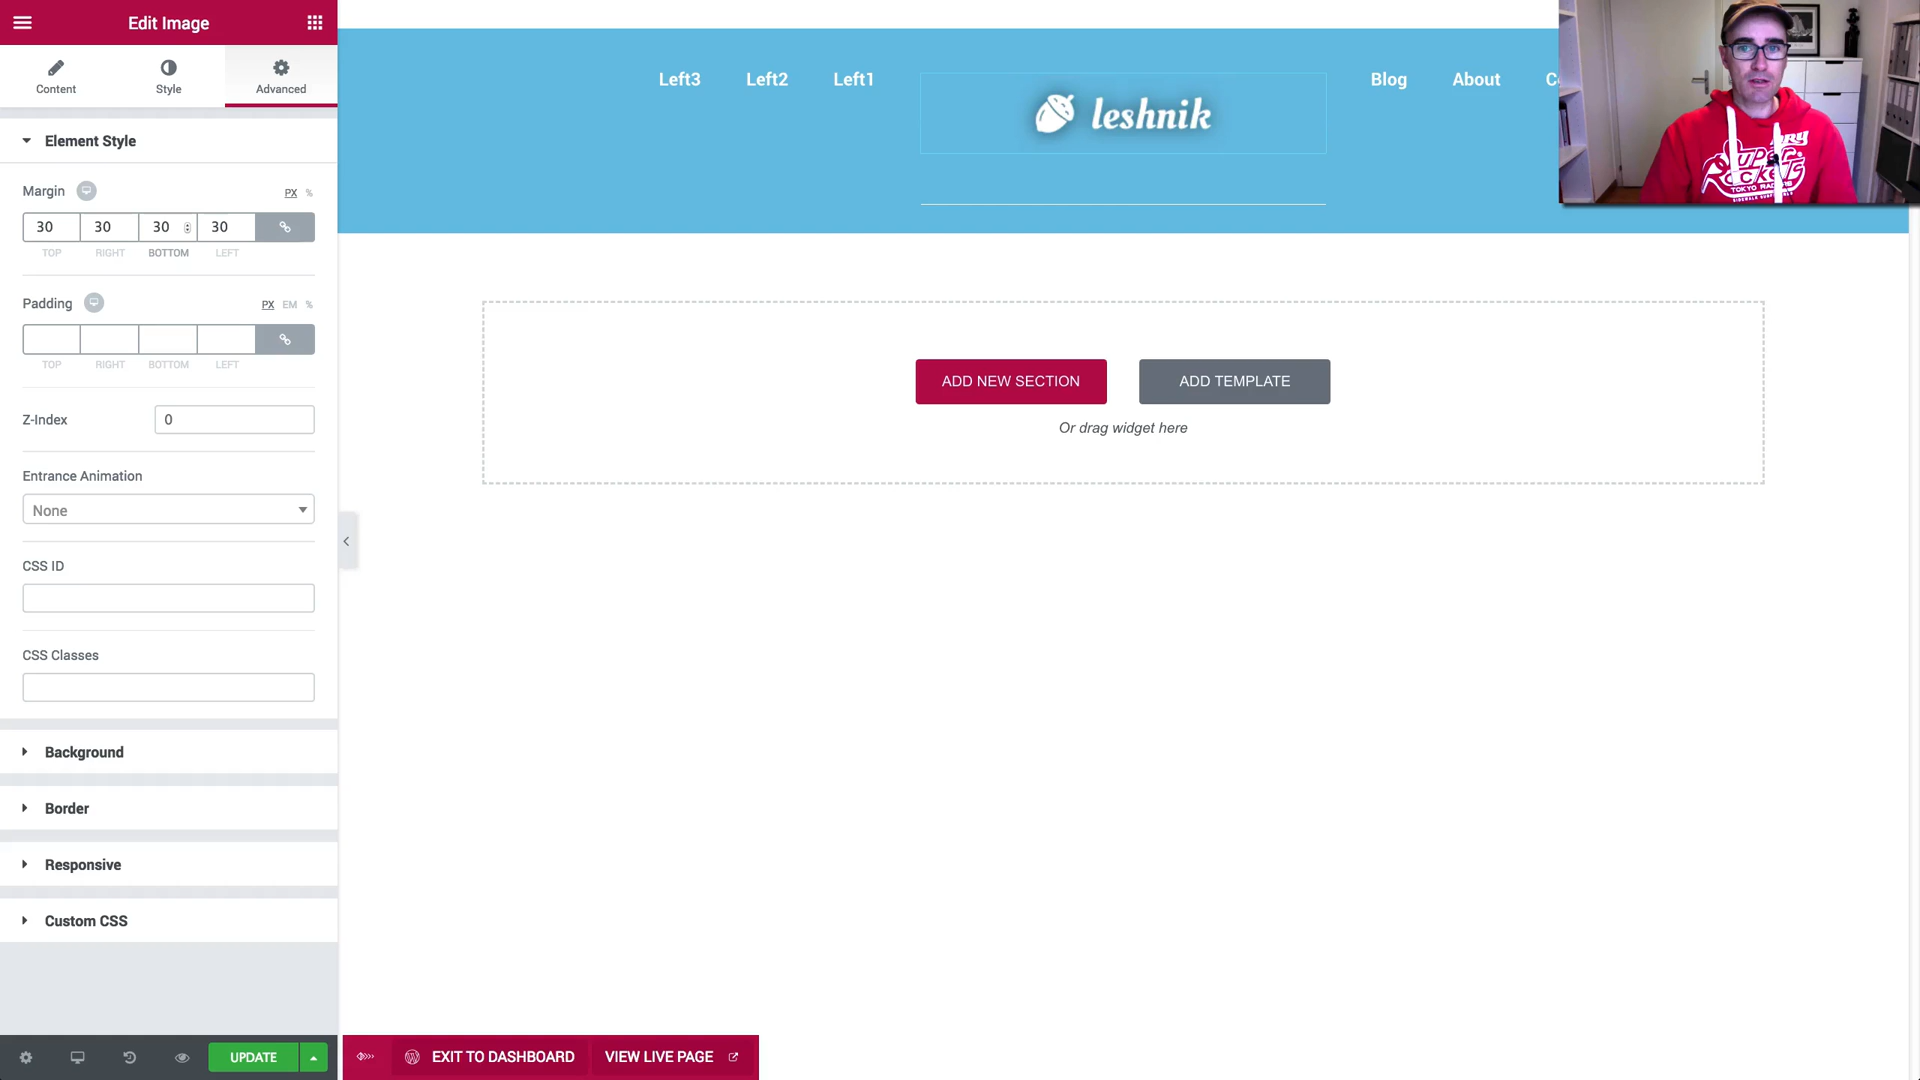 Edit Image
Content
Style
Advanced
Left3
Left2
Left1
leshnik
Blog
About
Element Style
Margin
PX %
30 30 30 30
TOP RIGHT BOTTOM LEFT
Padding
PX EM %
TOP RIGHT BOTTOM LEFT
Z-Index
0
Entrance Animation
None
CSS ID
CSS Classes
Background
Border
Responsive
Custom CSS
ADD NEW SECTION
ADD TEMPLATE
Or drag widget here
UPDATE
EXIT TO DASHBOARD
VIEW LIVE PAGE